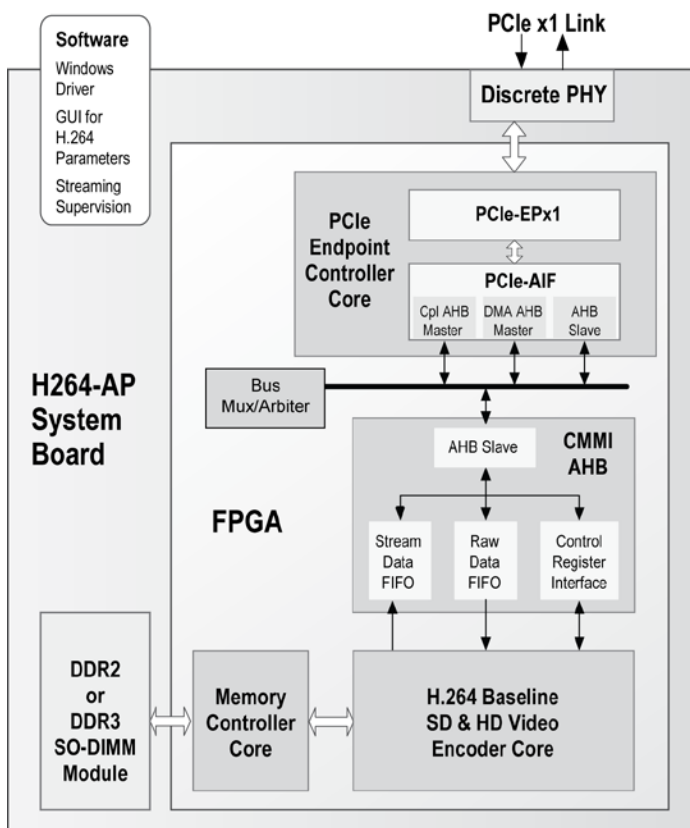 Software
Windows
Driver
GUI for
H.264
Parameters
Streaming
Supervision
PCIe x1 Link
Discrete PHY
PCIe
Endpoint
Controller
Core
PCIe-EPx1
PCIe-AIF
Cpl AHB
Master
DMA AHB
Master
AHB
Slave
H264-AP
System
Board
Bus
Mux/Arbiter
AHB Slave
CMMI
AHB
FPGA
Stream
Data
FIFO
Raw
Data
FIFO
Control
Register
Interface
DDR2
or
DDR3
SO-DIMM
Module
Memory
Controller
Core
H.264 Baseline
SD & HD Video
Encoder Core